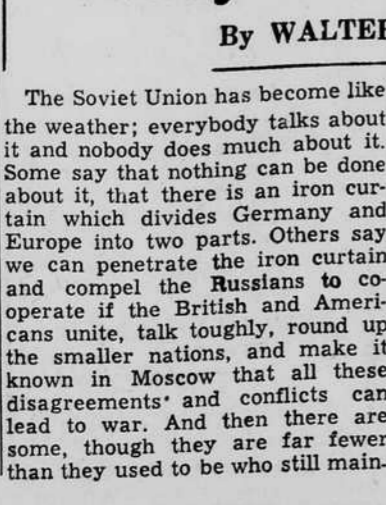 By WALTER
The Soviet Union has become like
the weather; everybody talks about
it and nobody does much about it.
Some say that nothing can be done
about it, that there is an iron cur-
tain which divides Germany and
Europe into two parts. Others say
we can penetrate the iron curtain
and compel the Russians to co-
operate if the British and Ameri-
cans unite, talk toughly, round up
the smaller nations, and make it
known in Moscow that all these
disagreements and conflicts can
lead to war. And then there are
some, though they are far fewer
than they used to be who still main-